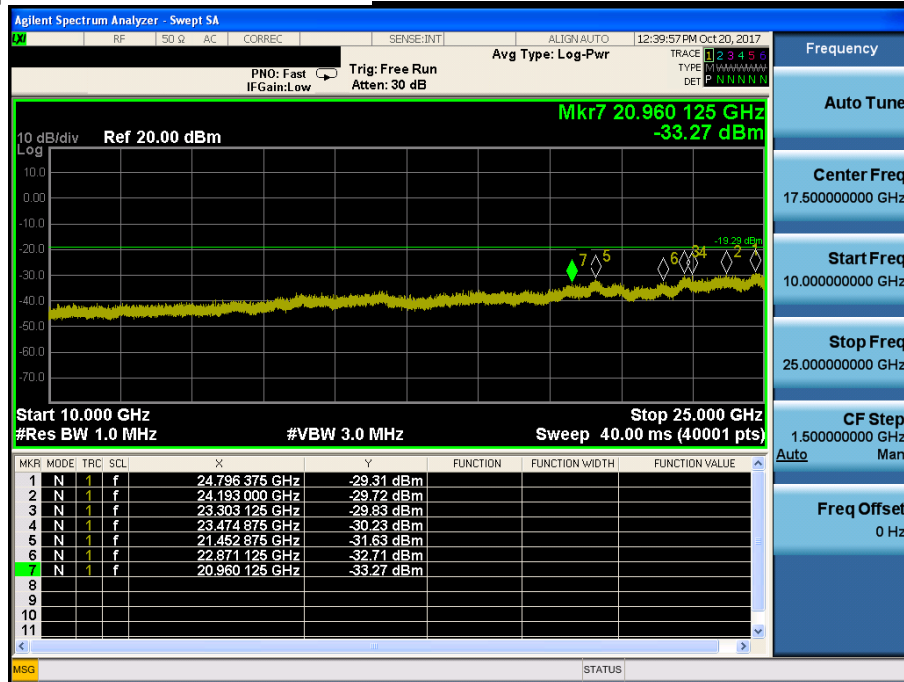 Agilent Spectrum Analyzer - Swept SA
LXI RF 50 Ω AC CORREC SENSE:INT ALIGN AUTO 12:39:57 PM Oct 20, 2017
Frequency
PNO: Fast
IFGain:Low
Trig: Free Run
Atten: 30 dB
Avg Type: Log-Pwr
TRACE 1 2 3 4 5 6
TYPE M WWWWW
DET P N N N N N
Auto Tune
Mkr7 20.960 125 GHz
-33.27 dBm
10 dB/div Ref 20.00 dBm
Log
10.0
0.00
-10.0
-20.0
-30.0
-40.0
-50.0
-60.0
-70.0
-19.29 dBm
7 5 6 3 4 2 1
Start 10.000 GHz Stop 25.000 GHz
#Res BW 1.0 MHz #VBW 3.0 MHz Sweep 40.00 ms (40001 pts)
Center Freq
17.500000000 GHz
Start Freq
10.000000000 GHz
Stop Freq
25.000000000 GHz
CF Step
1.500000000 GHz
Auto Man
Freq Offset
0 Hz
MKR MODE TRC SCL X Y FUNCTION FUNCTION WIDTH FUNCTION VALUE
1 N 1 f 24.796 375 GHz -29.31 dBm
2 N 1 f 24.193 000 GHz -29.72 dBm
3 N 1 f 23.303 125 GHz -29.83 dBm
4 N 1 f 23.474 875 GHz -30.23 dBm
5 N 1 f 21.452 875 GHz -31.63 dBm
6 N 1 f 22.871 125 GHz -32.71 dBm
7 N 1 f 20.960 125 GHz -33.27 dBm
8
9
10
11
MSG STATUS